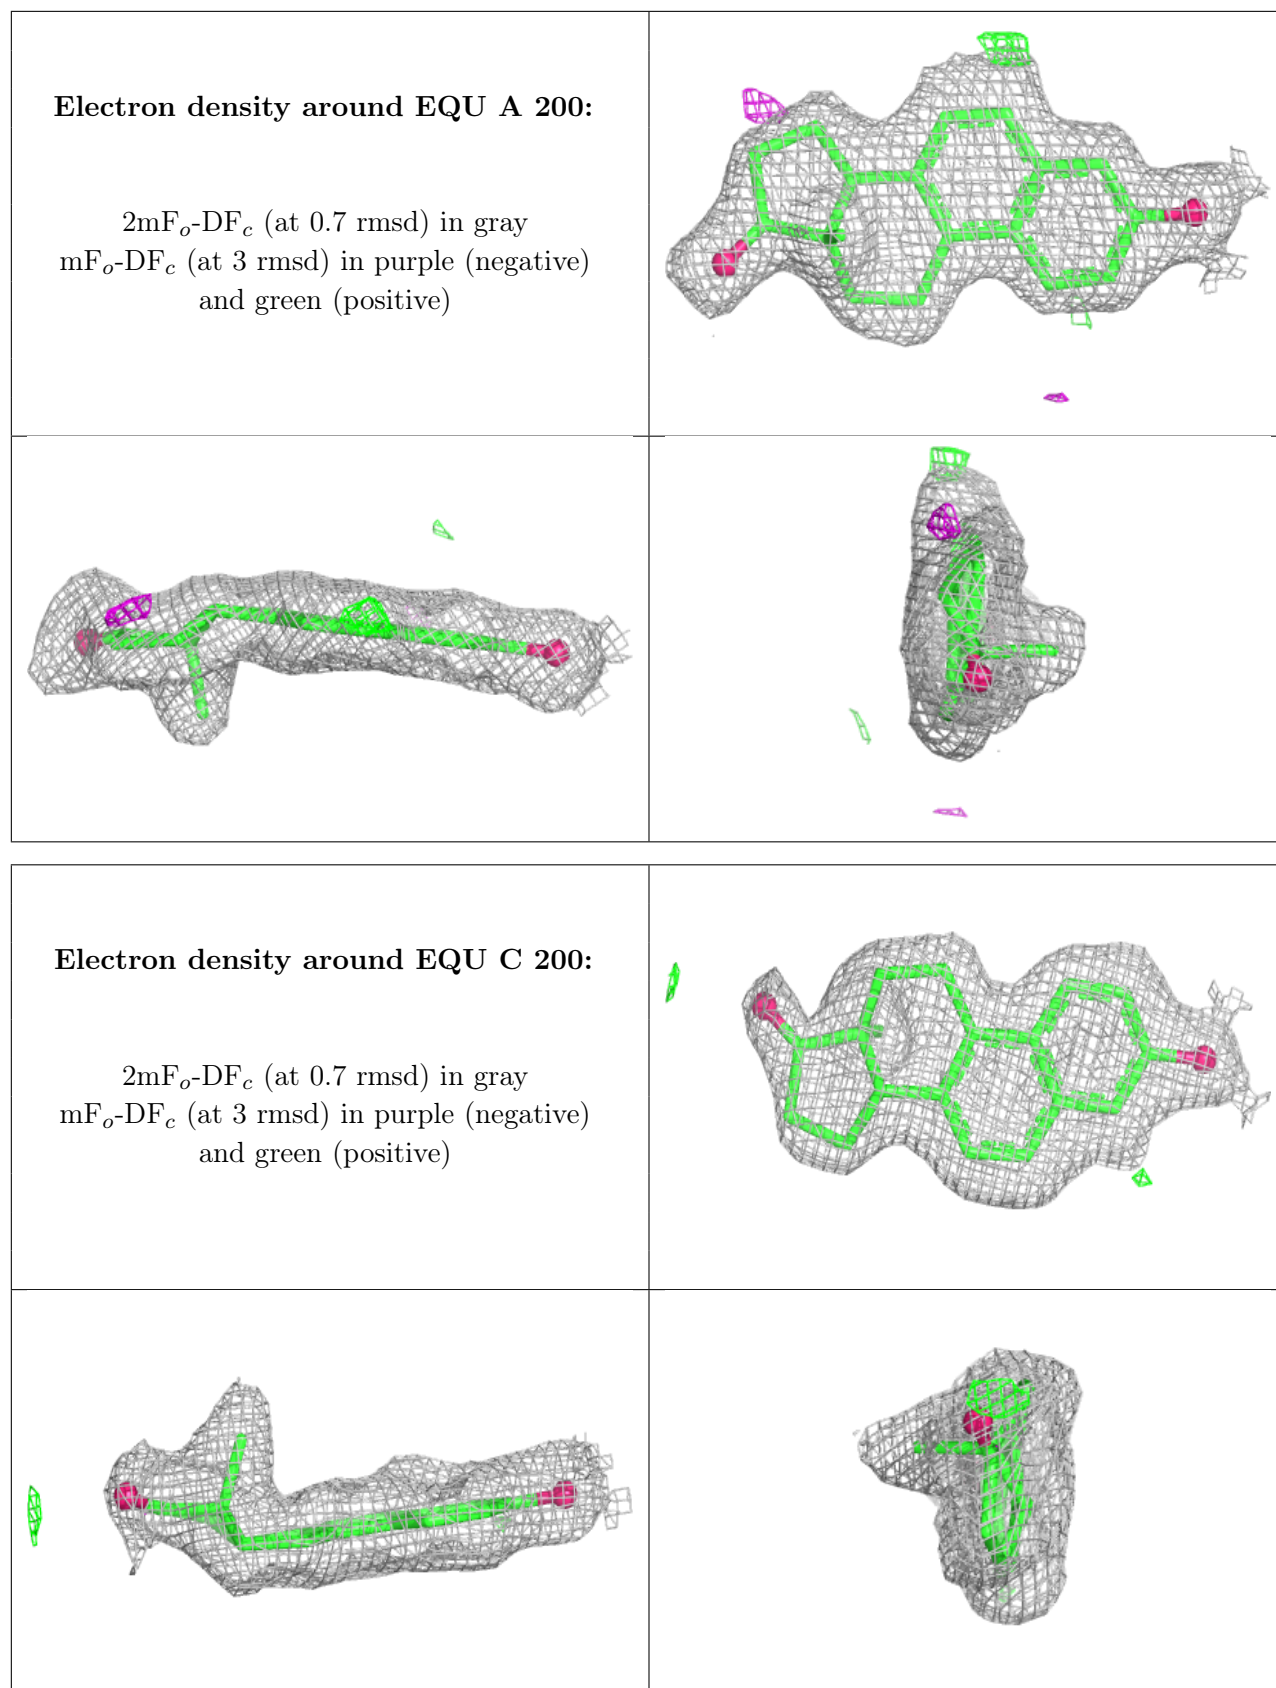 Electron density around EQU A 200:
2mFo-DFc (at 0.7 rmsd) in gray
mFo-DFc (at 3 rmsd) in purple (negative)
and green (positive)
Electron density around EQU C 200:
2mFo-DFc (at 0.7 rmsd) in gray
mFo-DFc (at 3 rmsd) in purple (negative)
and green (positive)